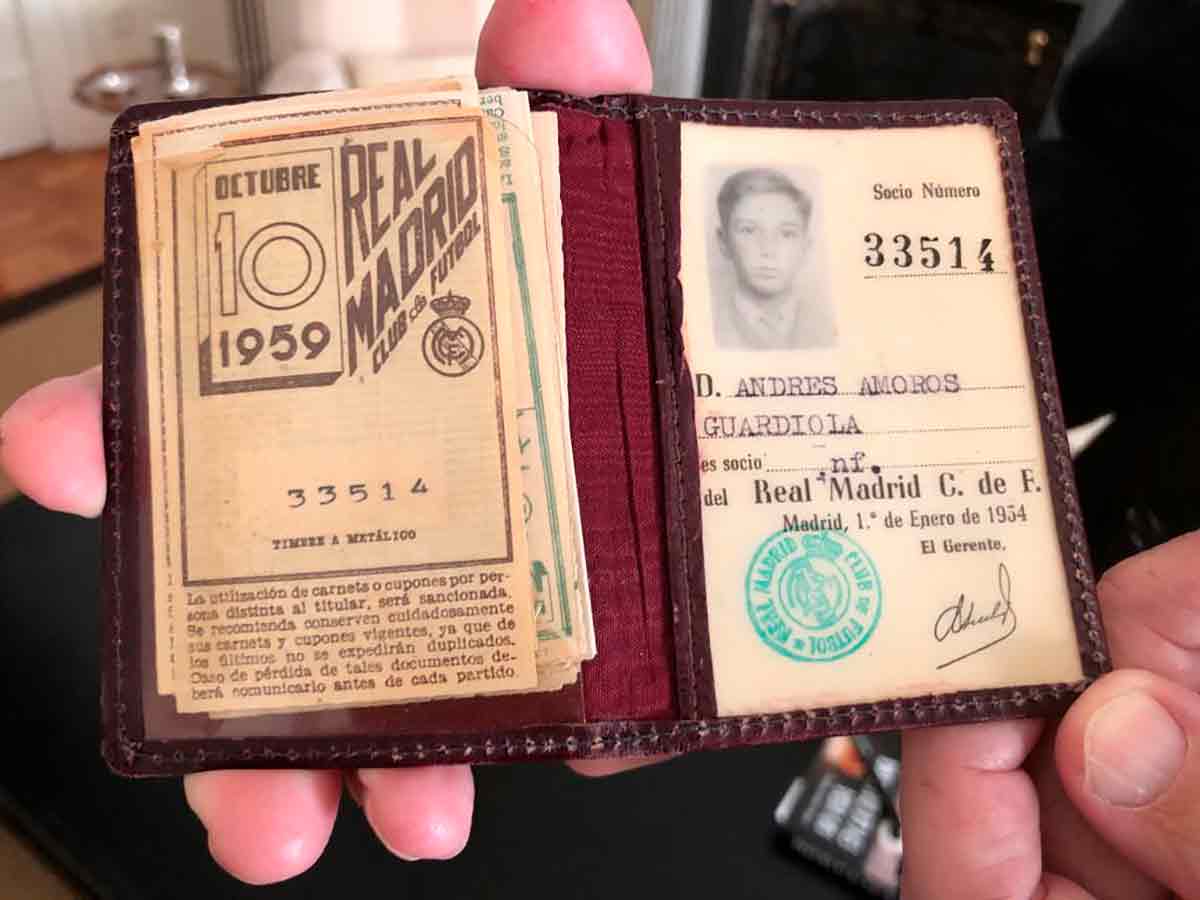 OCTUBRE
10
1959
REAL
MADRID
CLUB de FUTBOL
33514
TIMBRE A METÁLICO
La utilización de carnets o cupones por per-
sona distinta al titular, será sancionada.
Se recomienda conserven cuidadosamente
sus carnets y cupones vigentes, ya que de
los últimos no se expedirán duplicados.
Caso de pérdida de tales documentos de-
berá comunicarlo antes de cada partido.
Socio Número
33514
D. ANDRES AMOROS
GUARDIOLA
es socio inf.
del Real Madrid C. de F.
Madrid, 1.º de Enero de 1954
El Gerente,
REAL MADRID CLUB DE FUTBOL